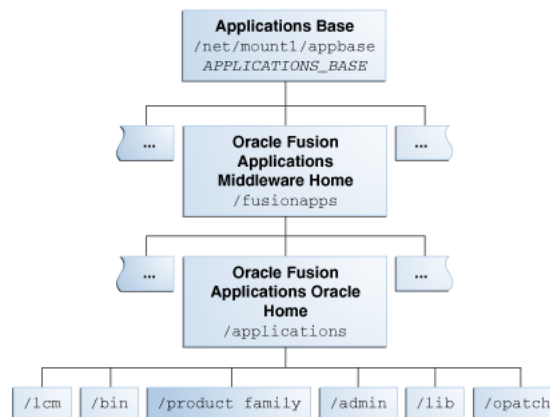 Applications Base
/net/mount1/appbase
APPLICATIONS_BASE
...
Oracle Fusion
Applications
Middleware Home
/fusionapps
...
...
Oracle Fusion
Applications Oracle
Home
/applications
...
/lcm
/bin
/product family
/admin
/lib
/opatch